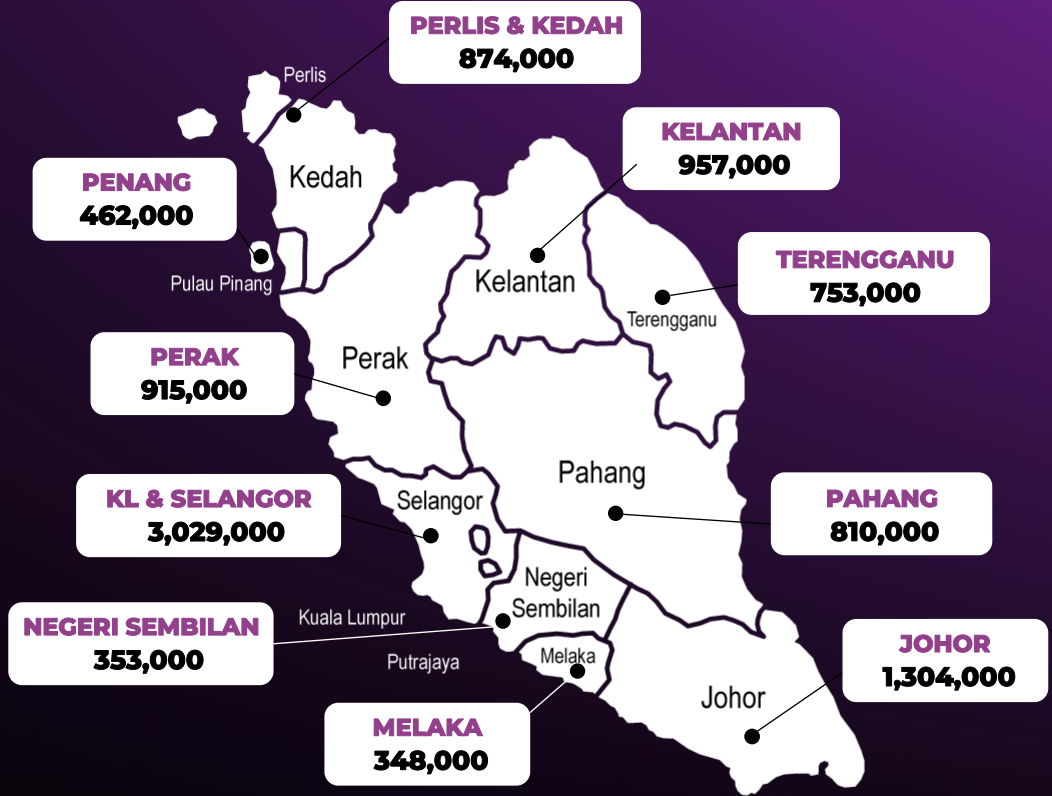 PERLIS & KEDAH
874,000
Perlis
KELANTAN
957,000
Kedah
PENANG
462,000
Pulau Pinang
Kelantan
TERENGGANU
753,000
Terengganu
PERAK
915,000
Perak
Pahang
KL & SELANGOR
3,029,000
Selangor
PAHANG
810,000
Negeri
Sembilan
Kuala Lumpur
NEGERI SEMBILAN
353,000
Putrajaya
Melaka
JOHOR
1,304,000
Johor
MELAKA
348,000